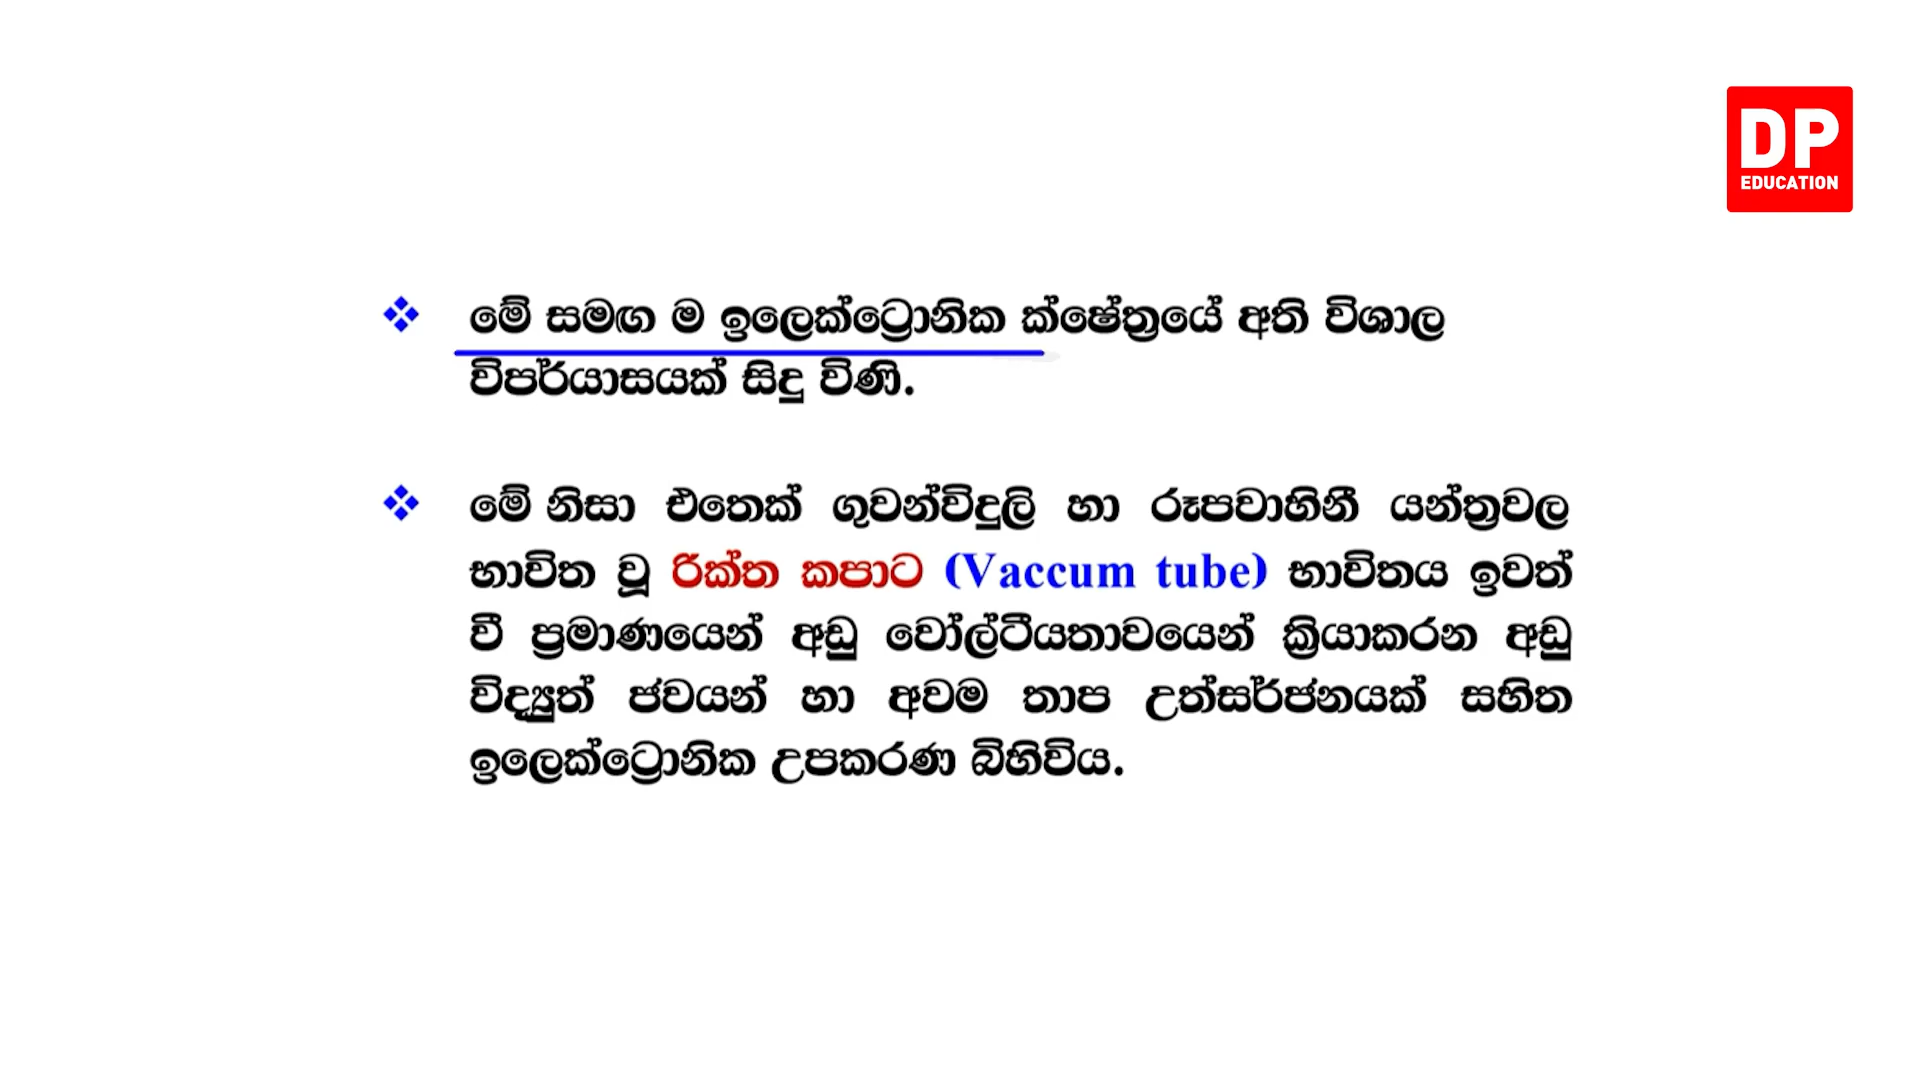 DP
EDUCATION
❖ මේ සමඟ ම ඉලෙක්ට්‍රොනික ක්ෂේත්‍රයේ අති විශාල
විපර්යාසයක් සිදු විණි.
❖ මේ නිසා එතෙක් ගුවන්විදුලි හා රූපවාහිනී යන්ත්‍රවල
භාවිත වූ රික්ත කපාට (Vaccum tube) භාවිතය ඉවත්
වී ප්‍රමාණයෙන් අඩු වෝල්ටීයතාවයෙන් ක්‍රියාකරන අඩු
විද්‍යුත් ජවයන් හා අවම තාප උත්සර්ජනයක් සහිත
ඉලෙක්ට්‍රොනික උපකරණ බිහිවිය.